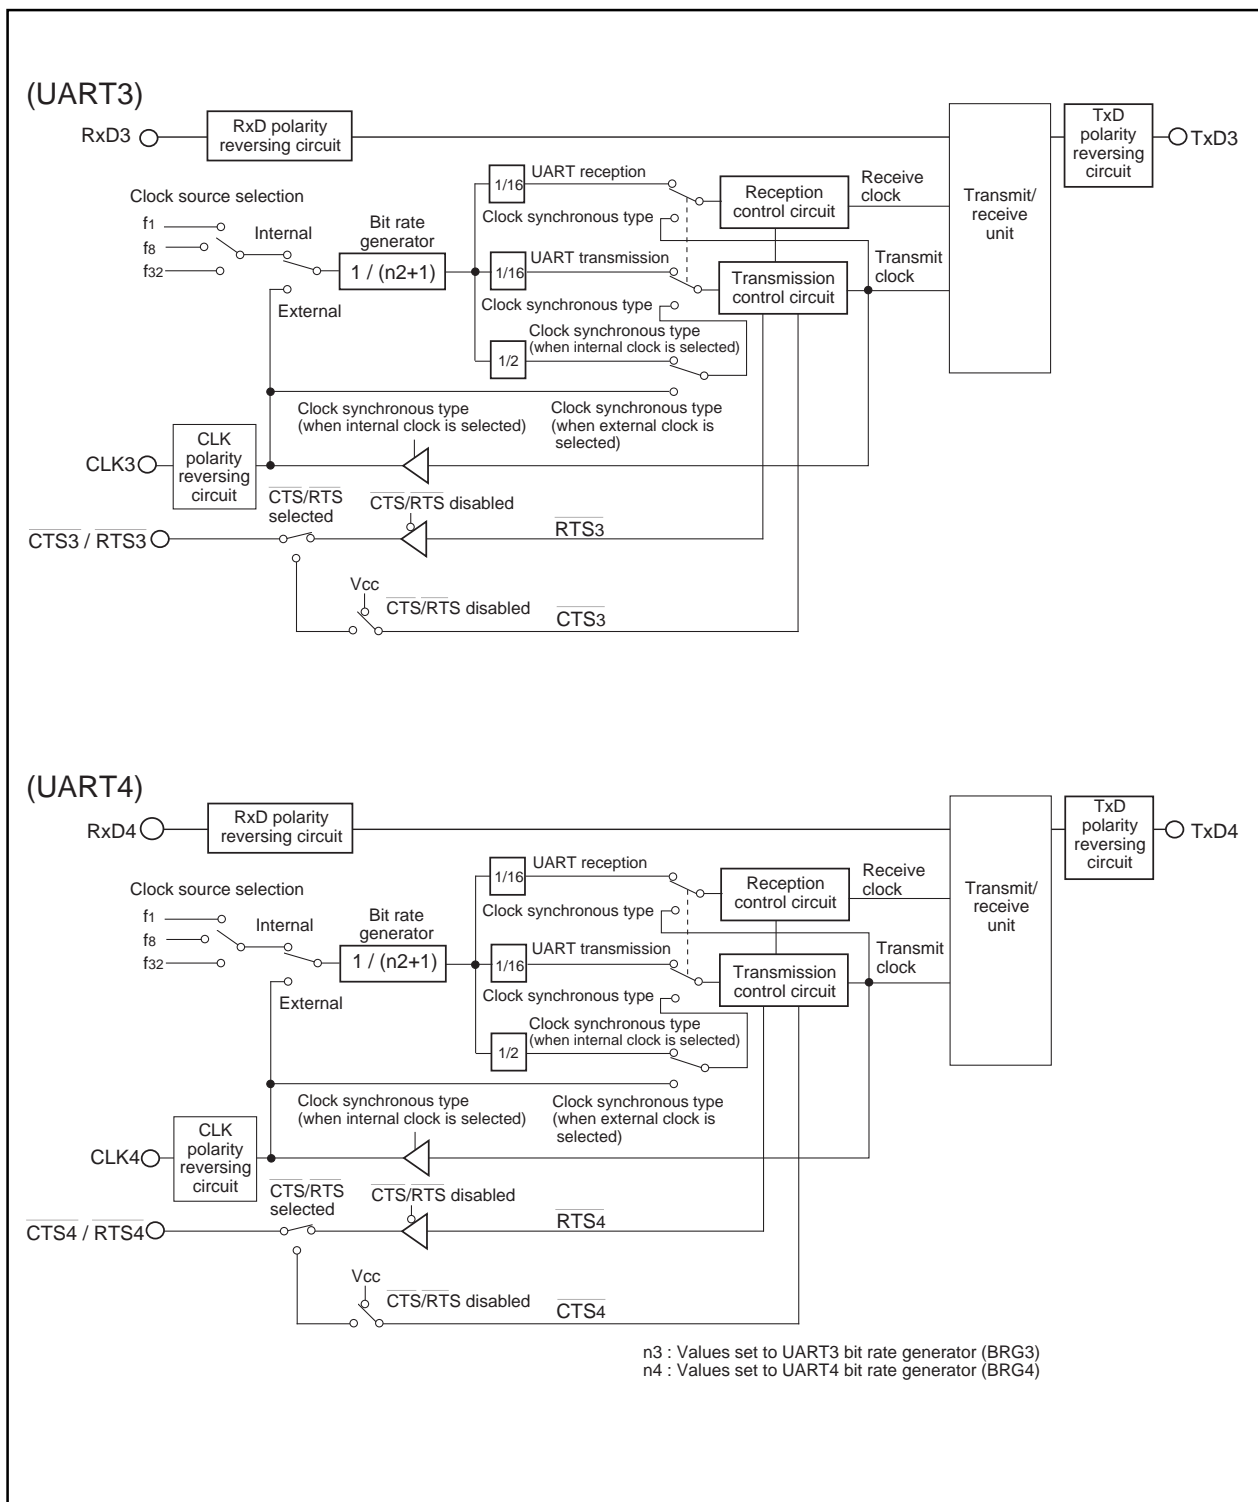 (UART3)
RxD3
RxD polarity
reversing circuit
TxD
polarity
reversing
circuit
TxD3
Clock source selection
f1
f8
f32
Internal
External
Bit rate
generator
1 / (n2+1)
1/16
UART reception
Clock synchronous type
1/16
UART transmission
Clock synchronous type
1/2
Clock synchronous type
(when internal clock is selected)
Reception
control circuit
Receive
clock
Transmission
control circuit
Transmit
clock
Transmit/
receive
unit
Clock synchronous type
(when internal clock is selected)
Clock synchronous type
(when external clock is
selected)
CLK3
CLK
polarity
reversing
circuit
CTS/RTS
selected
CTS/RTS disabled
CTS3 / RTS3
RTS3
Vcc
CTS/RTS disabled
CTS3
(UART4)
RxD4
RxD polarity
reversing circuit
TxD
polarity
reversing
circuit
TxD4
Clock source selection
f1
f8
f32
Internal
External
Bit rate
generator
1 / (n2+1)
1/16
UART reception
Clock synchronous type
1/16
UART transmission
Clock synchronous type
1/2
Clock synchronous type
(when internal clock is selected)
Reception
control circuit
Receive
clock
Transmission
control circuit
Transmit
clock
Transmit/
receive
unit
Clock synchronous type
(when internal clock is selected)
Clock synchronous type
(when external clock is
selected)
CLK4
CLK
polarity
reversing
circuit
CTS/RTS
selected
CTS/RTS disabled
CTS4 / RTS4
RTS4
Vcc
CTS/RTS disabled
CTS4
n3 : Values set to UART3 bit rate generator (BRG3)
n4 : Values set to UART4 bit rate generator (BRG4)